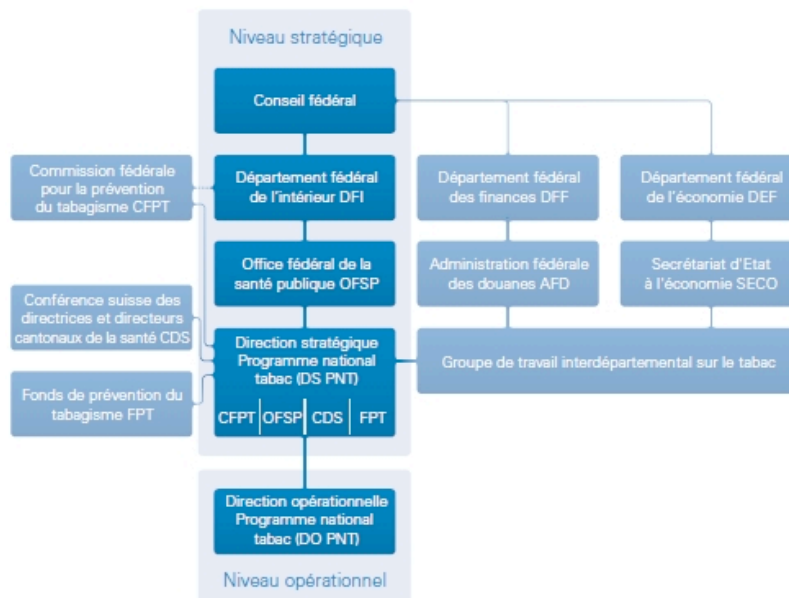 Niveau stratégique
Conseil fédéral
Commission fédérale
pour la prévention
du tabagisme CFPT
Département fédéral
de l'intérieur DFI
Département fédéral
des finances DFF
Département fédéral
de l'économie DEF
Office fédéral de la
santé publique OFSP
Administration fédérale
des douanes AFD
Secrétariat d'Etat
à l'économie SECO
Conférence suisse des
directrices et directeurs
cantonaux de la santé CDS
Direction stratégique
Programme national
tabac (DS PNT)
Groupe de travail interdépartemental sur le tabac
Fonds de prévention du
tabagisme FPT
CFPT OFSP CDS FPT
Direction opérationnelle
Programme national
tabac (DO PNT)
Niveau opérationnel